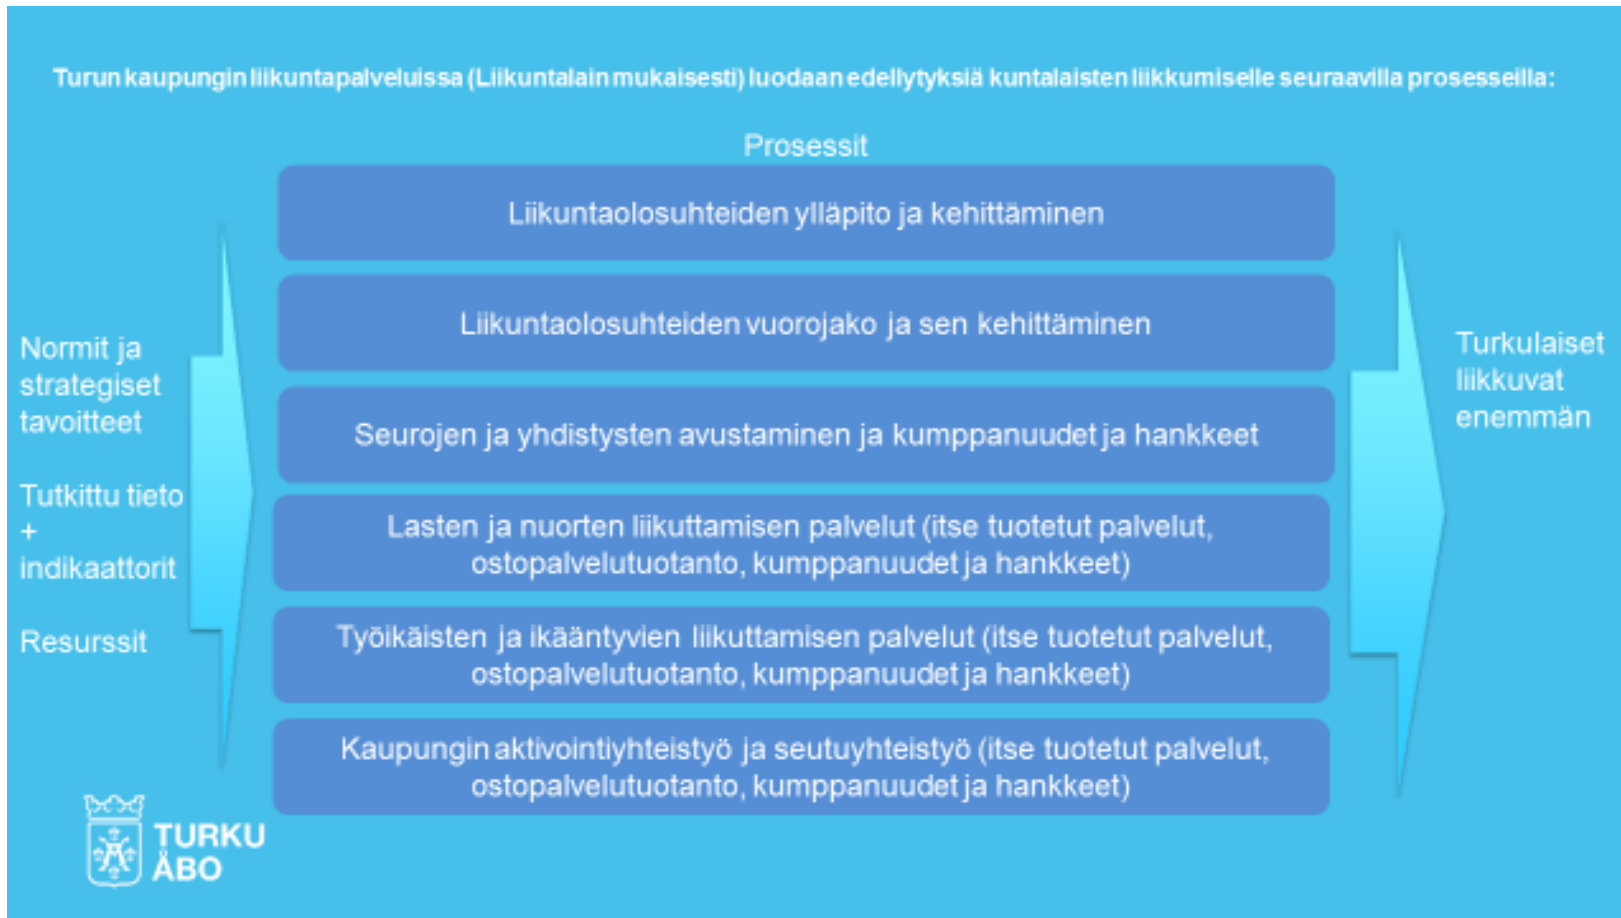 Turun kaupungin liikuntapalveluissa (Liikuntalain mukaisesti) luodaan edellytyksiä kuntalaisten liikkumiselle seuraavilla prosesseilla:
Prosessit
Normit ja
strategiset
tavoitteet
Tutkittu tieto
+
indikaattorit
Resurssit
Liikuntaolosuhteiden ylläpito ja kehittäminen
Liikuntaolosuhteiden vuorojako ja sen kehittäminen
Seurojen ja yhdistysten avustaminen ja kumppanuudet ja hankkeet
Lasten ja nuorten liikuttamisen palvelut (itse tuotetut palvelut,
ostopalvelutuotanto, kumppanuudet ja hankkeet)
Työikäisten ja ikääntyvien liikuttamisen palvelut (itse tuotetut palvelut,
ostopalvelutuotanto, kumppanuudet ja hankkeet)
Kaupungin aktivointiyhteistyö ja seutuyhteistyö (itse tuotetut palvelut,
ostopalvelutuotanto, kumppanuudet ja hankkeet)
Turkulaiset
liikkuvat
enemmän
TURKU
ÅBO